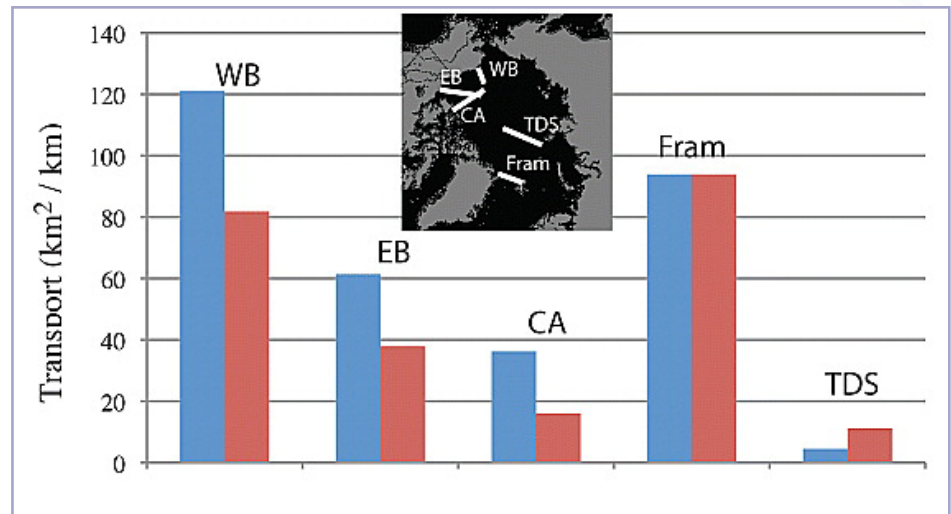 Transport (km² / km)
140
120
100
80
60
40
20
0
WB
EB
CA
Fram
TDS
EB
WB
CA
TDS
Fram